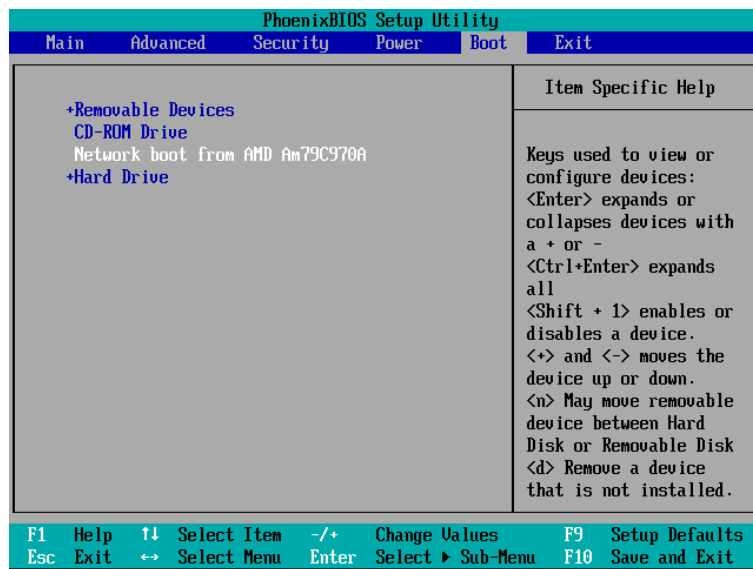 PhoenixBIOS Setup Utility
Main Advanced Security Power Boot Exit
+Removable Devices
CD-ROM Drive
Network boot from AMD Am79C970A
+Hard Drive
Item Specific Help
Keys used to view or
configure devices:
<Enter> expands or
collapses devices with
a + or -
<Ctrl+Enter> expands
all
<Shift + 1> enables or
disables a device.
<+> and <-> moves the
device up or down.
<n> May move removable
device between Hard
Disk or Removable Disk
<d> Remove a device
that is not installed.
F1 Help ↑↓ Select Item -/+ Change Values F9 Setup Defaults
Esc Exit ↔ Select Menu Enter Select ▶ Sub-Menu F10 Save and Exit